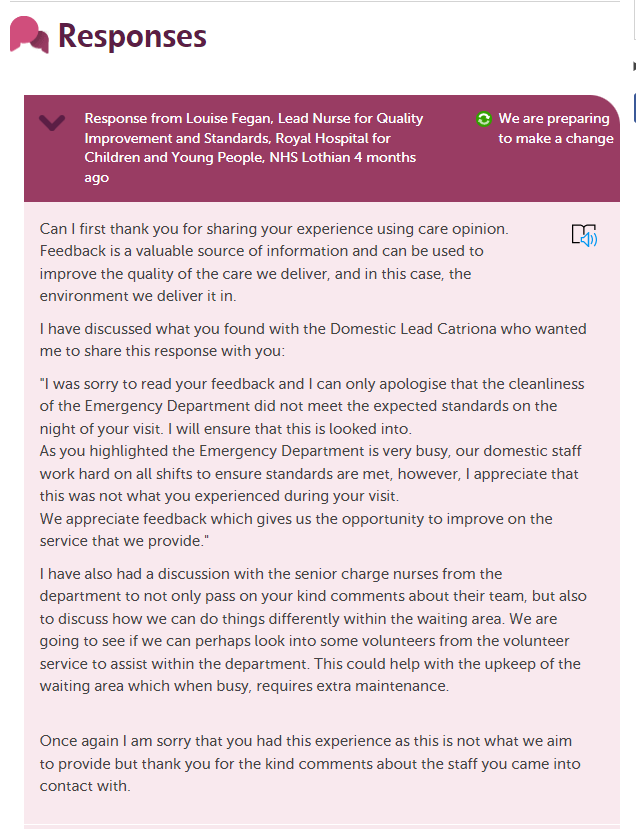 Responses
Response from Louise Fegan, Lead Nurse for Quality
Improvement and Standards, Royal Hospital for
Children and Young People, NHS Lothian 4 months
ago
We are preparing
to make a change
Can I first thank you for sharing your experience using care opinion.
Feedback is a valuable source of information and can be used to
improve the quality of the care we deliver, and in this case, the
environment we deliver it in.
I have discussed what you found with the Domestic Lead Catriona who wanted
me to share this response with you:
"I was sorry to read your feedback and I can only apologise that the cleanliness
of the Emergency Department did not meet the expected standards on the
night of your visit. I will ensure that this is looked into.
As you highlighted the Emergency Department is very busy, our domestic staff
work hard on all shifts to ensure standards are met, however, I appreciate that
this was not what you experienced during your visit.
We appreciate feedback which gives us the opportunity to improve on the
service that we provide."
I have also had a discussion with the senior charge nurses from the
department to not only pass on your kind comments about their team, but also
to discuss how we can do things differently within the waiting area. We are
going to see if we can perhaps look into some volunteers from the volunteer
service to assist within the department. This could help with the upkeep of the
waiting area which when busy, requires extra maintenance.
Once again I am sorry that you had this experience as this is not what we aim
to provide but thank you for the kind comments about the staff you came into
contact with.